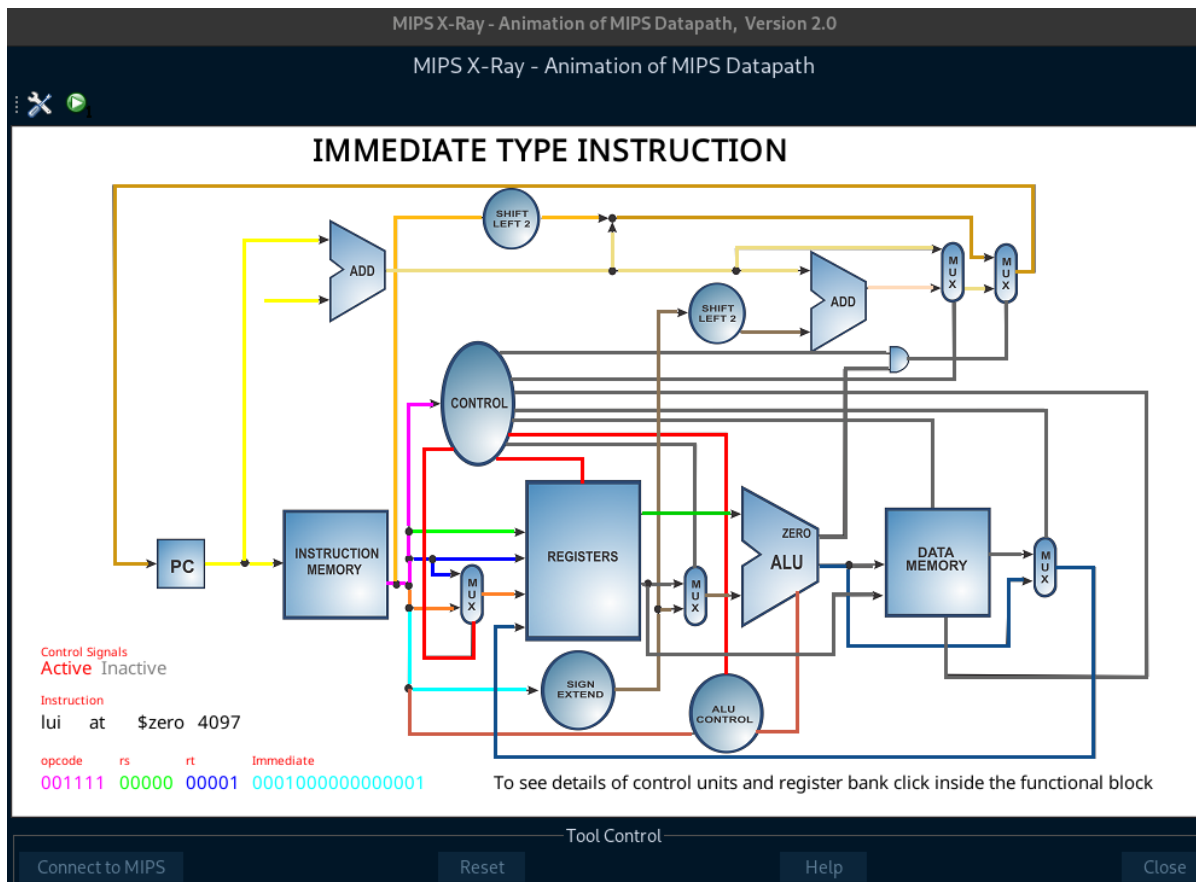 MIPS X-Ray - Animation of MIPS Datapath, Version 2.0
MIPS X-Ray - Animation of MIPS Datapath
1
IMMEDIATE TYPE INSTRUCTION
SHIFT
LEFT 2
ADD
MUX
MUX
SHIFT
LEFT 2
ADD
CONTROL
PC
INSTRUCTION
MEMORY
REGISTERS
MUX
MUX
ZERO
ALU
DATA
MEMORY
MUX
SIGN
EXTEND
ALU
CONTROL
Control Signals
Active Inactive
Instruction
lui at $zero 4097
opcode rs rt Immediate
001111 00000 00001 0001000000000001
To see details of control units and register bank click inside the functional block
Tool Control
Connect to MIPS Reset Help Close